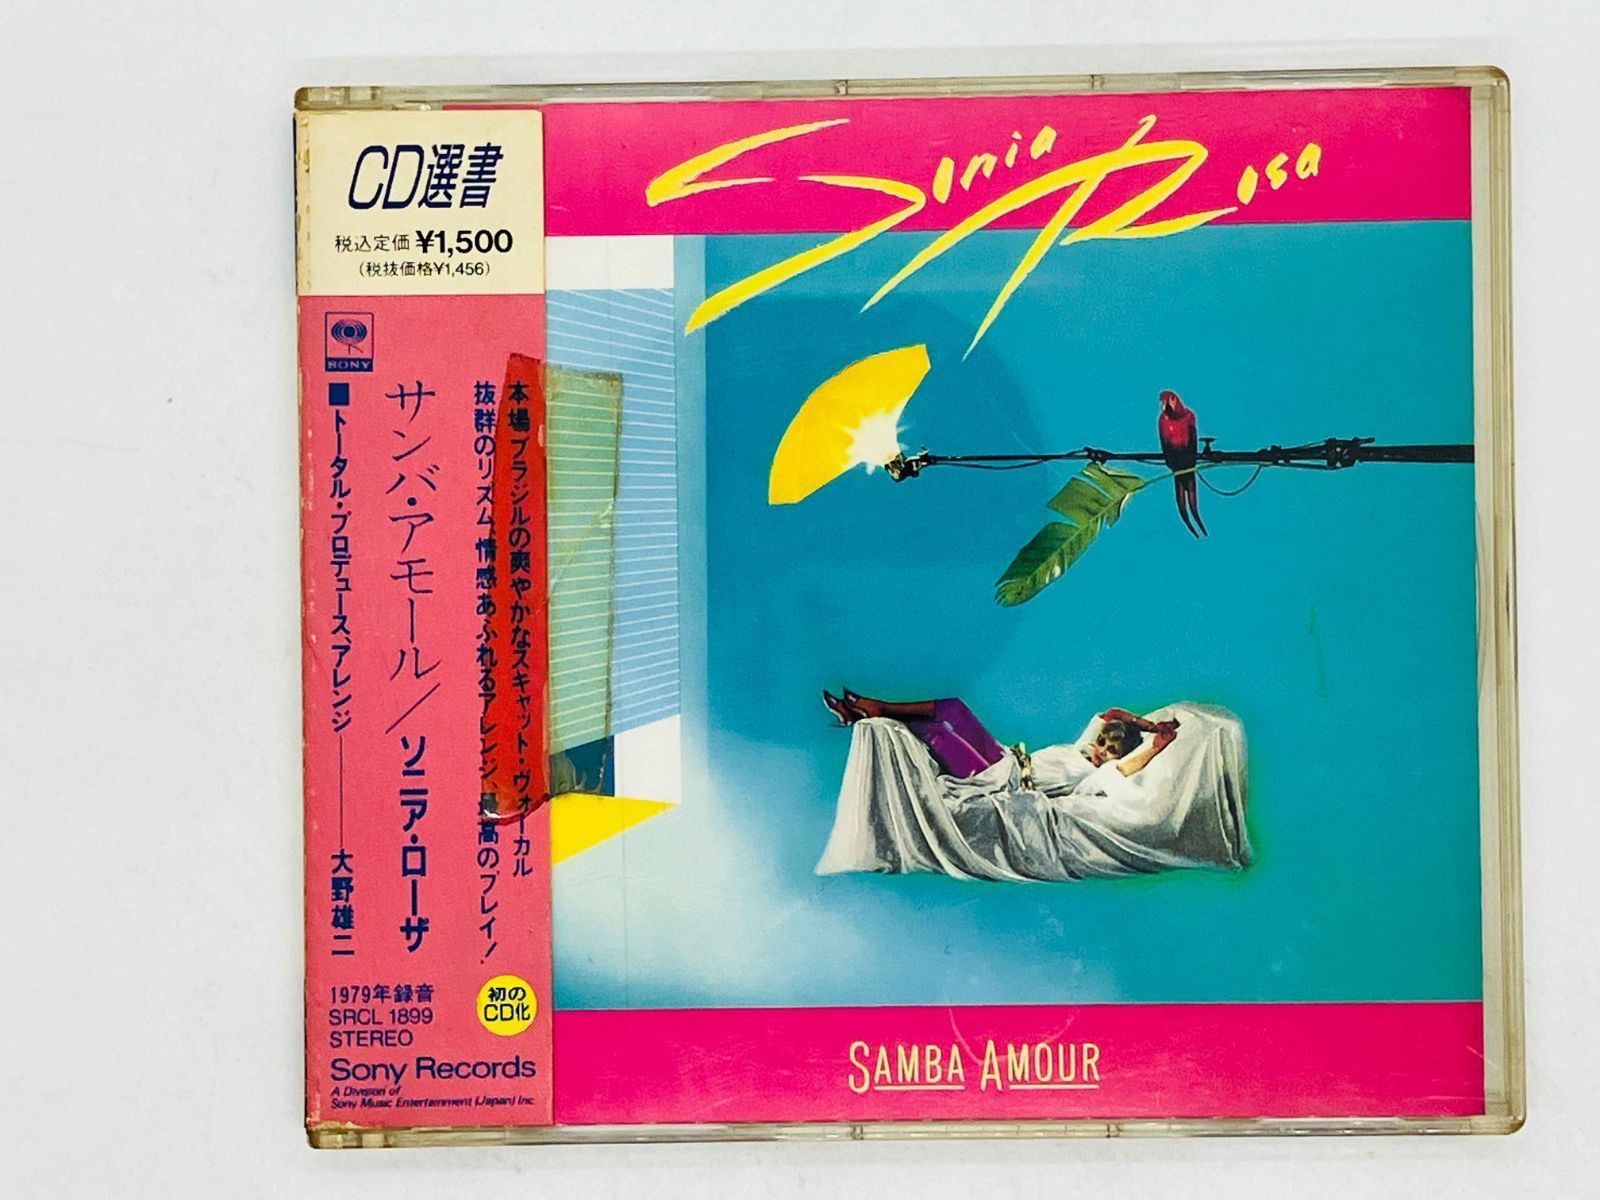 CD選書
税込定価 ¥1,500
(税抜価格¥1,456)
SONY
本場ブラジルの爽やかなスキャット・ヴォーカル
抜群のリズム、情感あふれるアレンジ、最高のプレイ!
サンバ・アモール/ソニア・ローザ
■トータル・プロデュース、アレンジ――大野雄二
初の
CD化
1979年録音
SRCL 1899
STEREO
Sony Records
A Division of
Sony Music Entertainment (Japan) Inc.
Sonia Rosa
SAMBA AMOUR